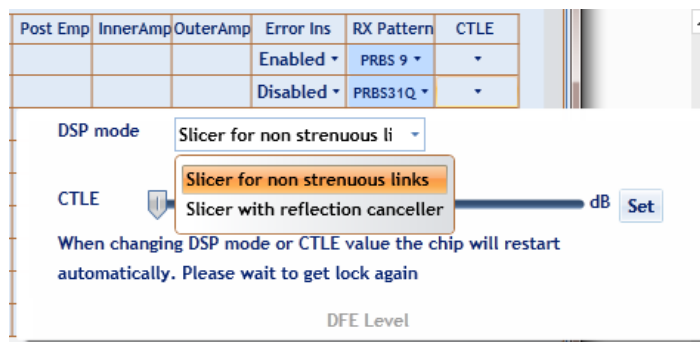 Post Emp InnerAmp OuterAmp Error Ins RX Pattern CTLE
Enabled PRBS 9
Disabled PRBS31Q
DSP mode Slicer for non strenuous li
Slicer for non strenuous links
Slicer with reflection canceller
CTLE dB Set
When changing DSP mode or CTLE value the chip will restart
automatically. Please wait to get lock again
DFE Level